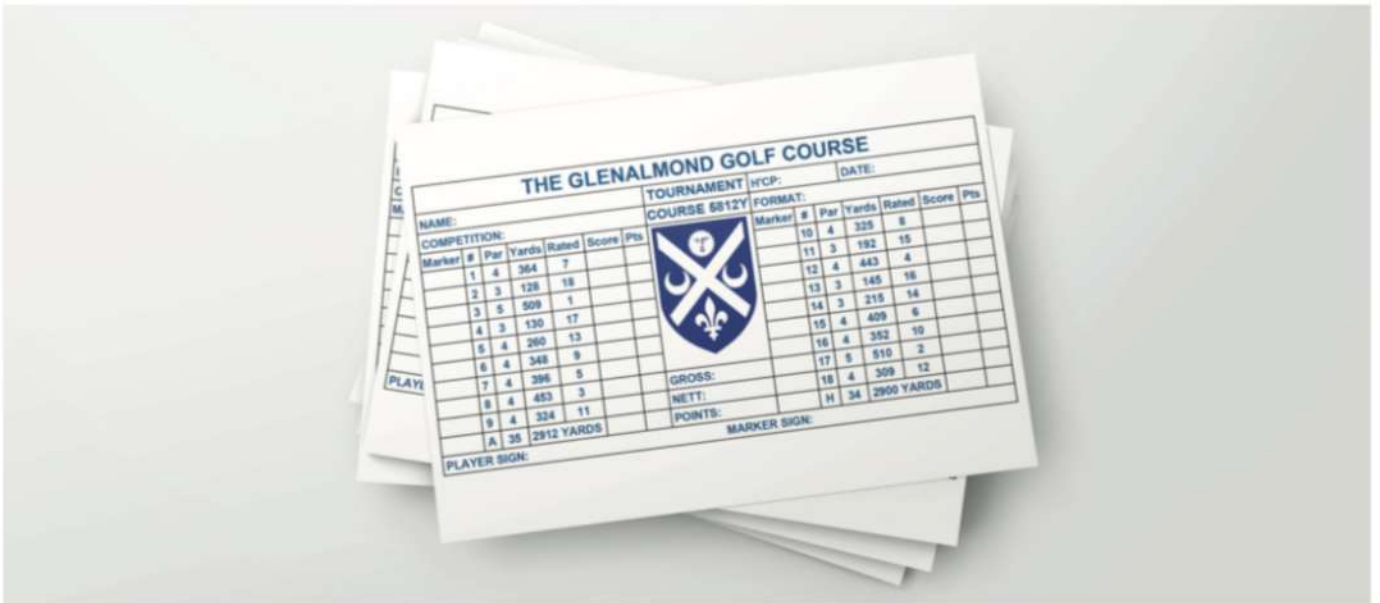 THE GLENALMOND GOLF COURSE
NAME: TOURNAMENT H'CP: DATE:
COMPETITION: COURSE 5812Y FORMAT:
Marker # Par Yards Rated Score Pts Marker # Par Yards Rated Score Pts
1 4 364 7 10 4 325 8
2 3 128 18 11 3 192 15
3 5 509 1 12 4 443 4
4 3 130 17 13 3 145 16
5 4 260 13 14 3 215 14
6 4 348 9 15 4 409 6
7 4 396 5 16 4 352 10
8 4 453 3 GROSS: 17 5 510 2
9 4 324 11 NETT: 18 4 309 12
A 35 2912 YARDS POINTS: H 34 2900 YARDS
PLAYER SIGN: MARKER SIGN: